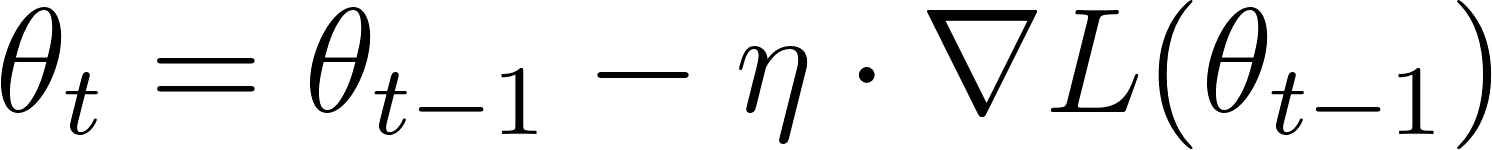 θ_t = θ_{t−1} − η · ∇L(θ_{t−1})